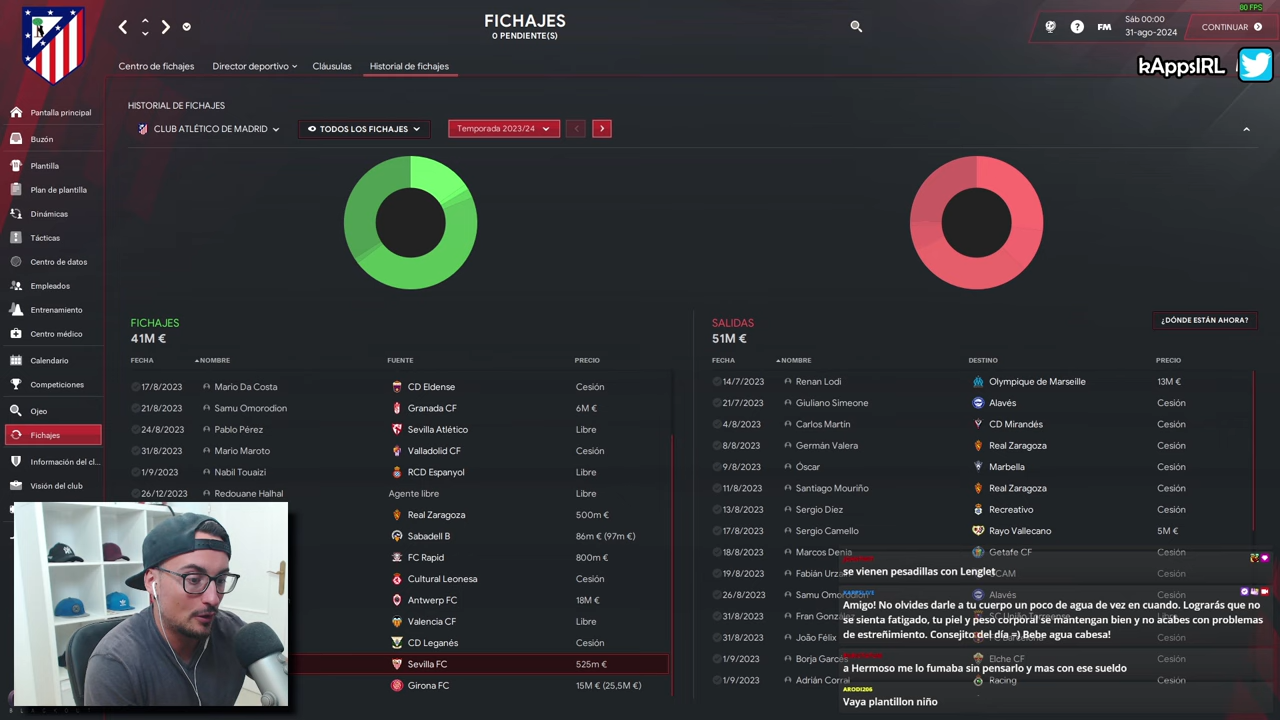 80 FPS
FICHAJES
0 PENDIENTE(S)
FM
Sáb 00:00
31-ago-2024
CONTINUAR
kAppsIRL
Centro de fichajes
Director deportivo
Cláusulas
Historial de fichajes
HISTORIAL DE FICHAJES
CLUB ATLÉTICO DE MADRID
TODOS LOS FICHAJES
Temporada 2023/24
Pantalla principal
Buzón
Plantilla
Plan de plantilla
Dinámicas
Tácticas
Centro de datos
Empleados
Entrenamiento
Centro médico
Calendario
Competiciones
Ojeo
Fichajes
Información del cl...
Visión del club
FICHAJES
41M €
FECHA NOMBRE FUENTE PRECIO
17/8/2023 Mario Da Costa CD Eldense Cesión
21/8/2023 Samu Omorodion Granada CF 6M €
24/8/2023 Pablo Pérez Sevilla Atlético Libre
31/8/2023 Mario Maroto Valladolid CF Cesión
1/9/2023 Nabil Touaizi RCD Espanyol Libre
26/12/2023 Redouane Halhal Agente libre Libre
Real Zaragoza 500m €
Sabadell B 86m € (97m €)
FC Rapid 800m €
Cultural Leonesa Cesión
Antwerp FC 18M €
Valencia CF Libre
CD Leganés Cesión
Sevilla FC 525m €
Girona FC 15M € (25,5M €)
SALIDAS
51M €
¿DÓNDE ESTÁN AHORA?
FECHA NOMBRE DESTINO PRECIO
14/7/2023 Renan Lodi Olympique de Marseille 13M €
21/7/2023 Giuliano Simeone Alavés Cesión
4/8/2023 Carlos Martín CD Mirandés Cesión
8/8/2023 Germán Valera Real Zaragoza Cesión
9/8/2023 Óscar Marbella Cesión
11/8/2023 Santiago Mouriño Real Zaragoza Cesión
13/8/2023 Sergio Díez Recreativo Cesión
17/8/2023 Sergio Camello Rayo Vallecano 5M €
18/8/2023 Marcos Denia Getafe CF Cesión
19/8/2023 Fabián Urza UCAM Cesión
26/8/2023 Samu Omorodion Alavés Cesión
31/8/2023 Fran González
31/8/2023 João Félix
1/9/2023 Borja Garcés Elche CF Cesión
1/9/2023 Adrián Corral Racing Cesión
se vienen pesadillas con Lenglet
Amigo! No olvides darle a tu cuerpo un poco de agua de vez en cuando. Lograrás que no
se sienta fatigado, tu piel y peso corporal se mantengan bien y no acabes con problemas
de estreñimiento. Consejito del día =) Bebe agua cabesa!
a Hermoso me lo fumaba sin pensarlo y mas con ese sueldo
ARODI206
Vaya plantillon niño